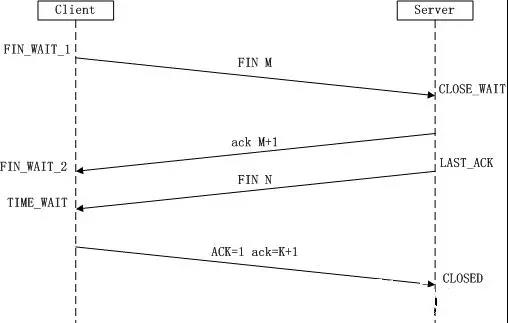 Client
Server
FIN_WAIT_1
FIN M
CLOSE_WAIT
ack M+1
FIN_WAIT_2
LAST_ACK
FIN N
TIME_WAIT
ACK=1 ack=K+1
CLOSED